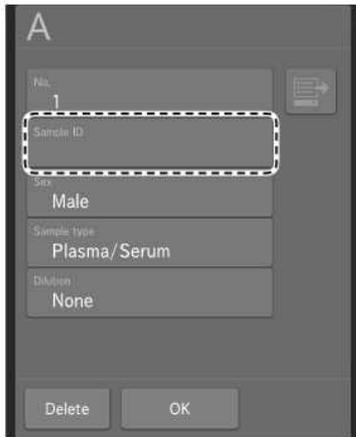 A
No.
1
Sample ID
Sex
Male
Sample type
Plasma/Serum
Dilution
None
Delete
OK